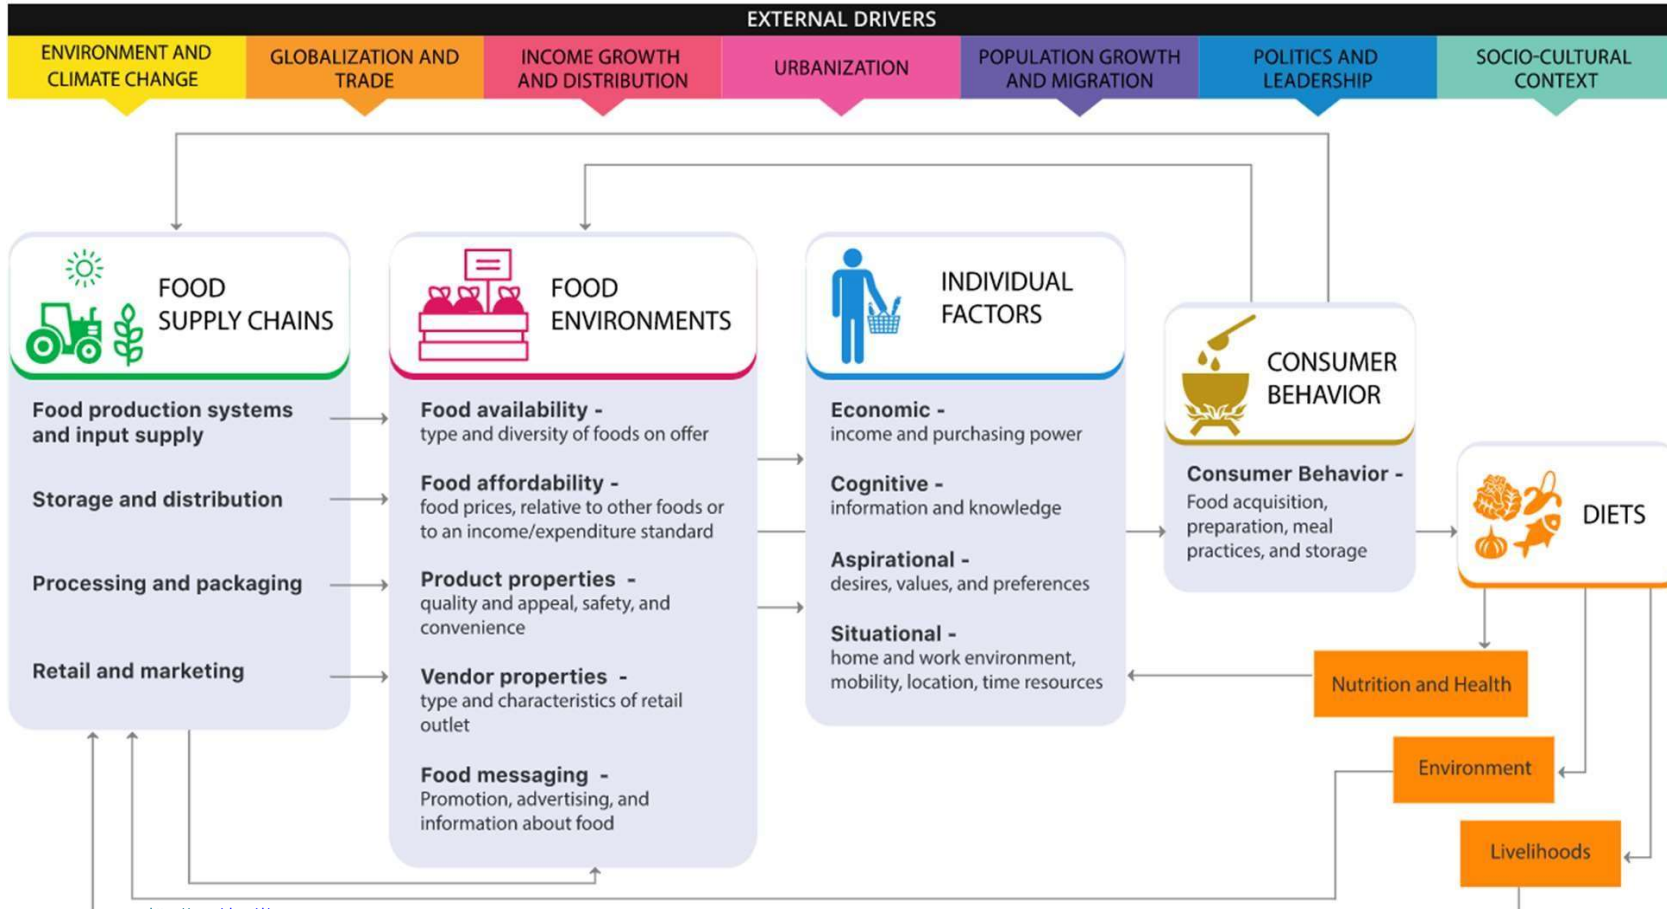 EXTERNAL DRIVERS
ENVIRONMENT AND
CLIMATE CHANGE
GLOBALIZATION AND
TRADE
INCOME GROWTH
AND DISTRIBUTION
URBANIZATION
POPULATION GROWTH
AND MIGRATION
POLITICS AND
LEADERSHIP
SOCIO-CULTURAL
CONTEXT
FOOD
SUPPLY CHAINS
Food production systems
and input supply
Storage and distribution
Processing and packaging
Retail and marketing
FOOD
ENVIRONMENTS
Food availability -
type and diversity of foods on offer
Food affordability -
food prices, relative to other foods or
to an income/expenditure standard
Product properties -
quality and appeal, safety, and
convenience
Vendor properties -
type and characteristics of retail
outlet
Food messaging -
Promotion, advertising, and
information about food
INDIVIDUAL
FACTORS
Economic -
income and purchasing power
Cognitive -
information and knowledge
Aspirational -
desires, values, and preferences
Situational -
home and work environment,
mobility, location, time resources
CONSUMER
BEHAVIOR
Consumer Behavior -
Food acquisition,
preparation, meal
practices, and storage
DIETS
Nutrition and Health
Environment
Livelihoods